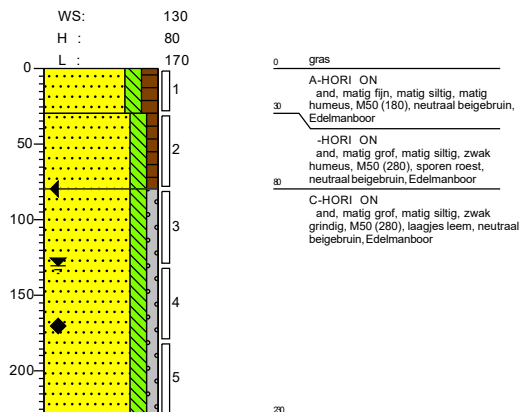 WS: 130
H : 80
L : 170
0
50
100
150
200
1
2
3
4
5
0 gras
A-HORI ON
and, matig fijn, matig siltig, matig
humeus, M50 (180), neutraal beigebruin,
Edelmanboor
30
-HORI ON
and, matig grof, matig siltig, zwak
humeus, M50 (280), sporen roest,
neutraal beigebruin, Edelmanboor
80
C-HORI ON
and, matig grof, matig siltig, zwak
grindig, M50 (280), laagjes leem, neutraal
beigebruin, Edelmanboor
230